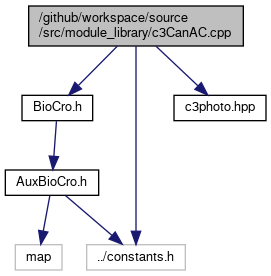 /github/workspace/source
/src/module_library/c3CanAC.cpp
BioCro.h
c3photo.hpp
AuxBioCro.h
map
../constants.h